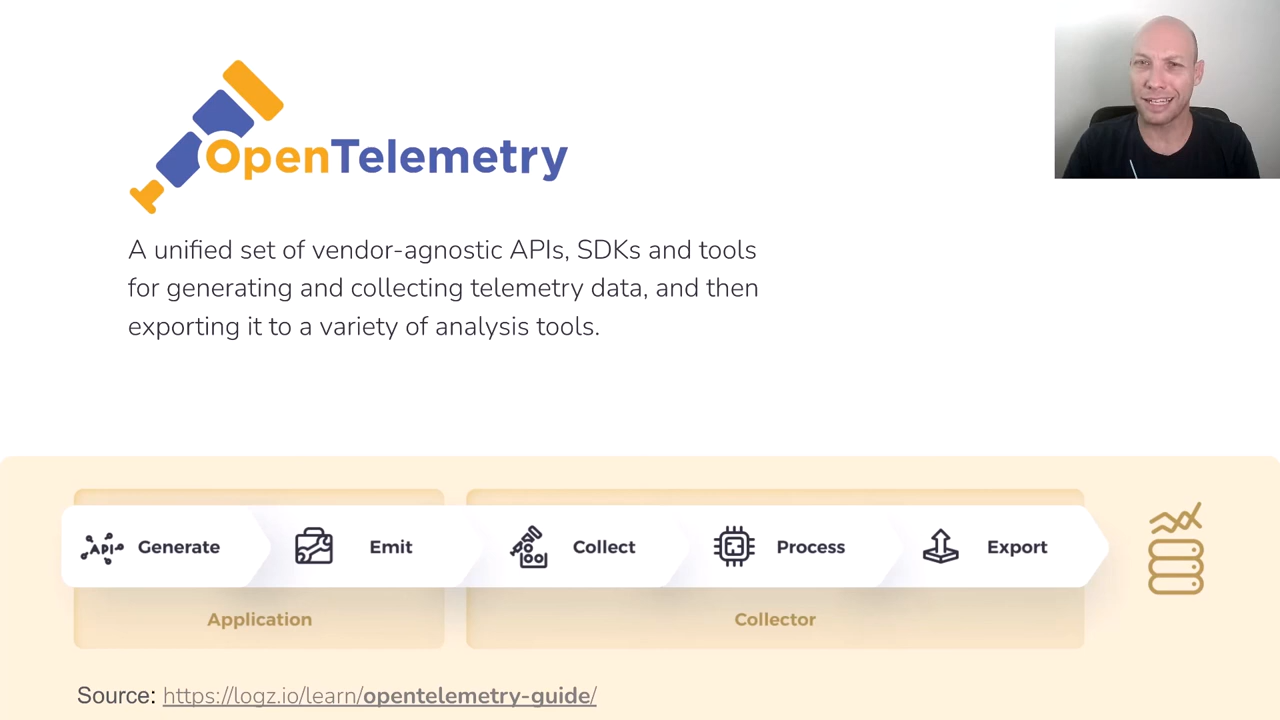 OpenTelemetry
A unified set of vendor-agnostic APIs, SDKs and tools
for generating and collecting telemetry data, and then
exporting it to a variety of analysis tools.
API Generate Emit Collect Process Export
Application Collector
Source: https://logz.io/learn/opentelemetry-guide/